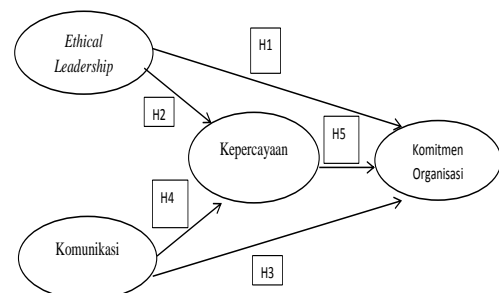 Ethical
Leadership
H1
H2
Kepercayaan
H5
Komitmen
Organisasi
H4
Komunikasi
H3